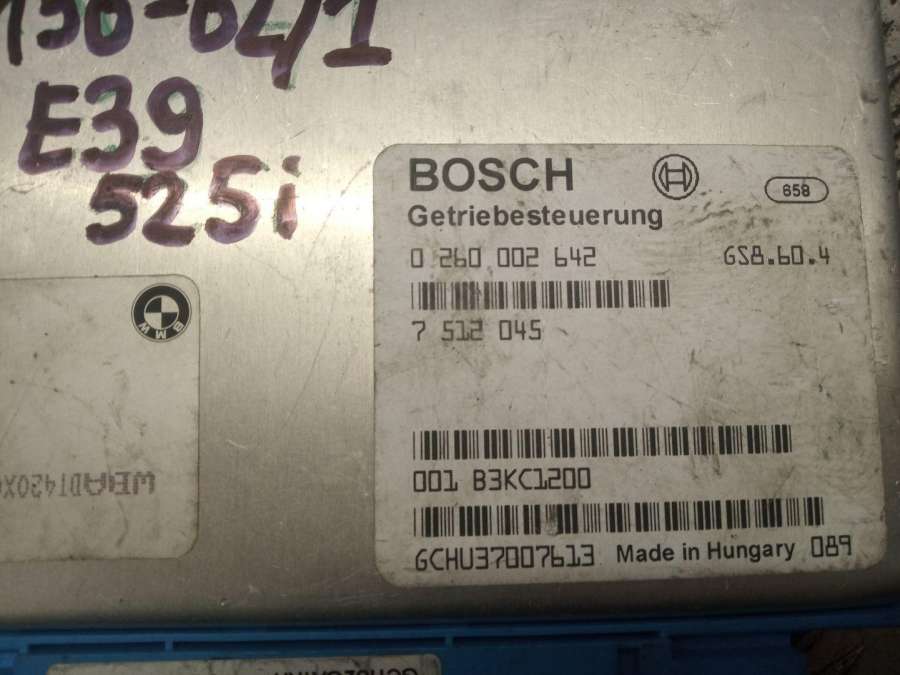 E39
525i
BOSCH
658
Getriebesteuerung
0 260 002 642
GS8.60.4
7 512 045
BMW
001 B3KC1200
GCHU37007613 Made in Hungary 089